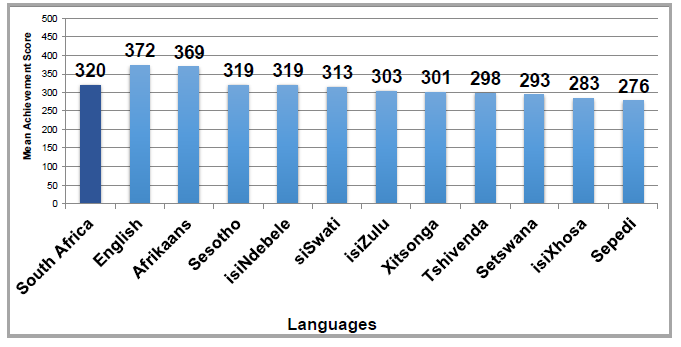 500
450
400
350
300
250
200
150
100
50
0
Mean Achievement Score
320
372
369
319
319
313
303
301
298
293
283
276
South Africa
English
Afrikaans
Sesotho
isiNdebele
siSwati
isiZulu
Xitsonga
Tshivenda
Setswana
isiXhosa
Sepedi
Languages